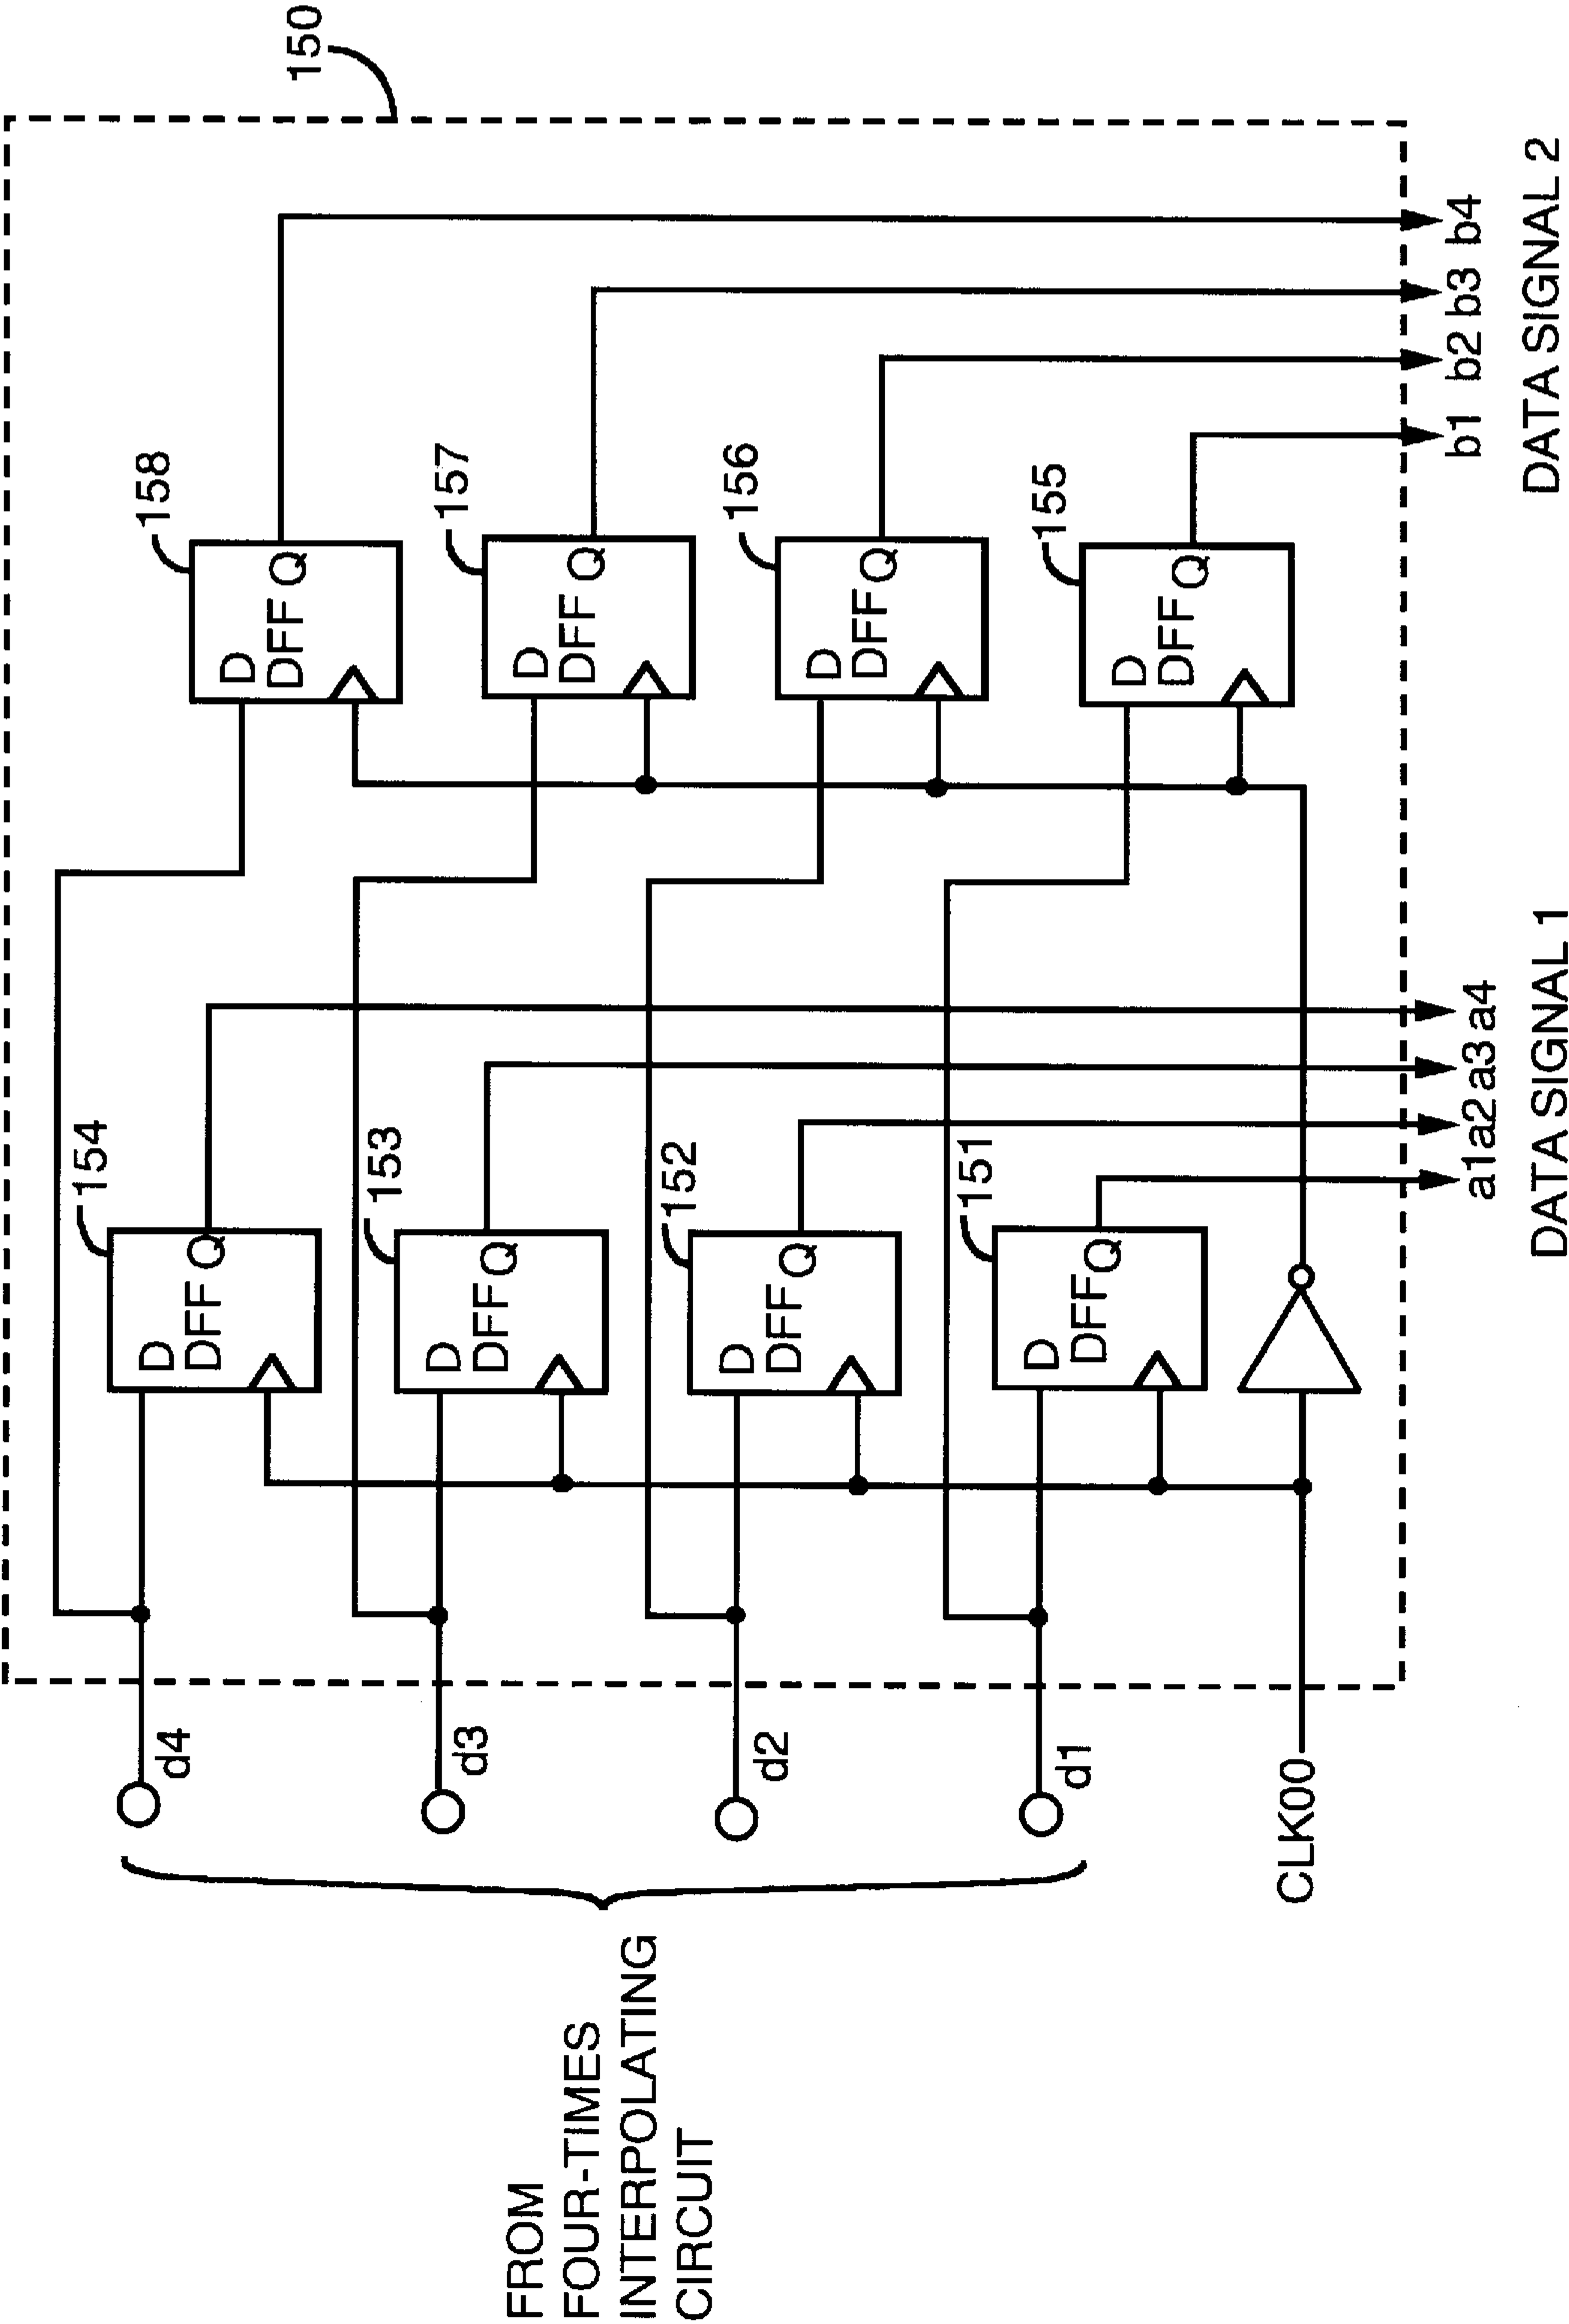 150
158
D
DFF Q
157
D
DFF Q
156
D
DFF Q
155
D
DFF Q
154
D
DFF Q
153
D
DFF Q
152
D
DFF Q
151
D
DFF Q
d4
d3
d2
d1
CLK00
FROM
FOUR-TIMES
INTERPOLATING
CIRCUIT
a1 a2 a3 a4
DATA SIGNAL 1
b1 b2 b3 b4
DATA SIGNAL 2